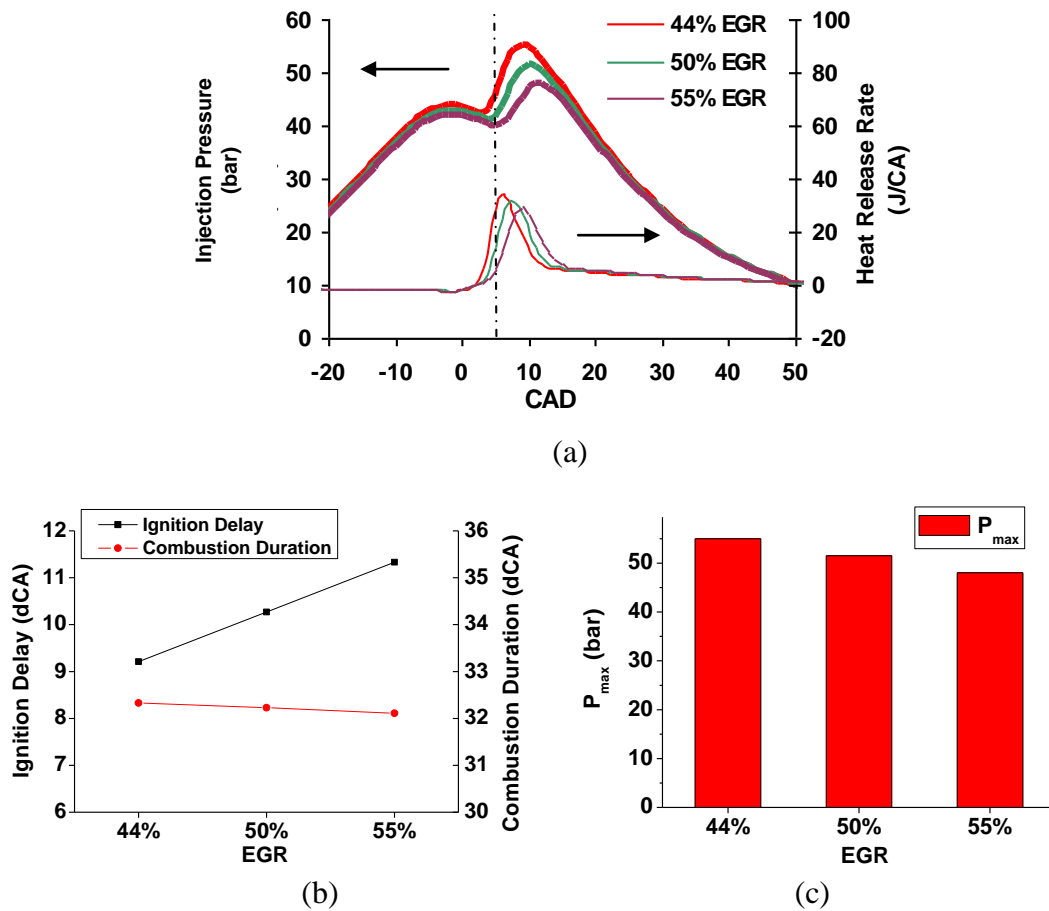 60
50
40
30
20
10
0
Injection Pressure
(bar)
44% EGR
50% EGR
55% EGR
100
80
60
40
20
0
-20
Heat Release Rate
(J/CA)
-20 -10 0 10 20 30 40 50
CAD
(a)
12
11
10
9
8
7
6
Ignition Delay (dCA)
Ignition Delay
Combustion Duration
36
35
34
33
32
31
30
Combustion Duration (dCA)
44% 50% 55%
EGR
(b)
50
40
30
20
10
0
P max (bar)
P max
44% 50% 55%
EGR
(c)